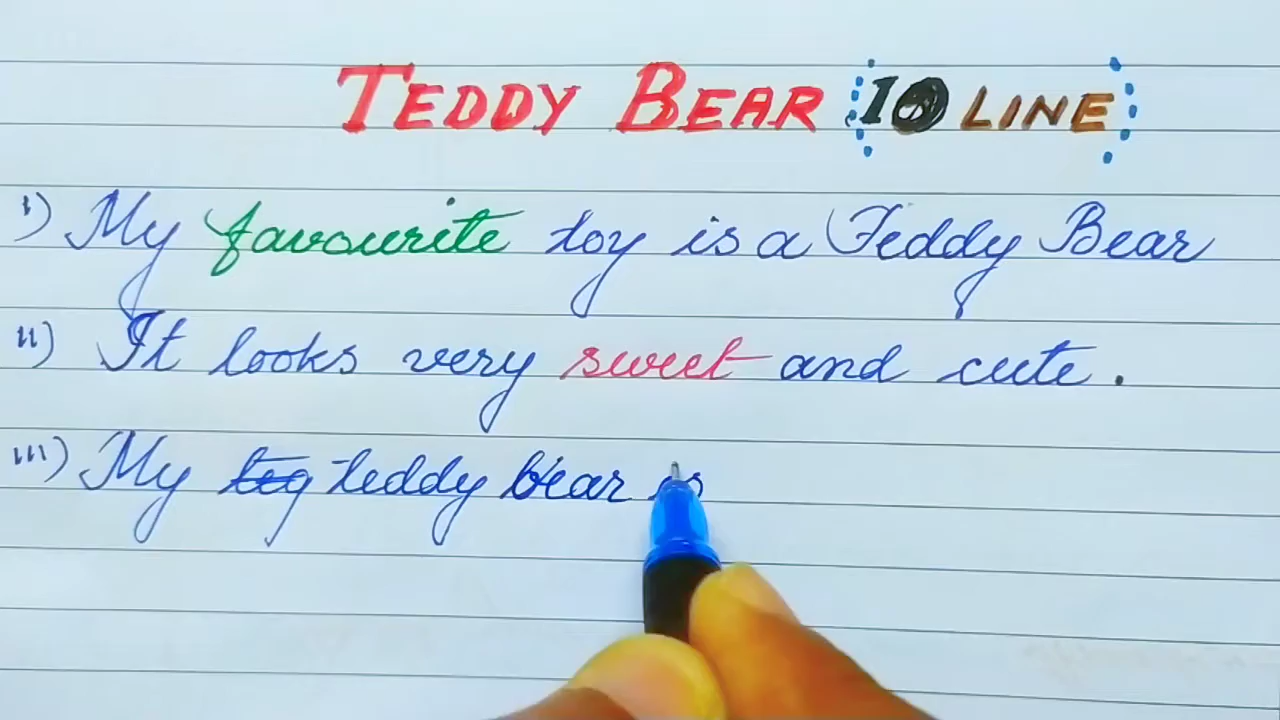 TEDDY BEAR 10 LINE
i) My favourite toy is a Teddy Bear
ii) It looks very sweet and cute.
iii) My teddy bear is